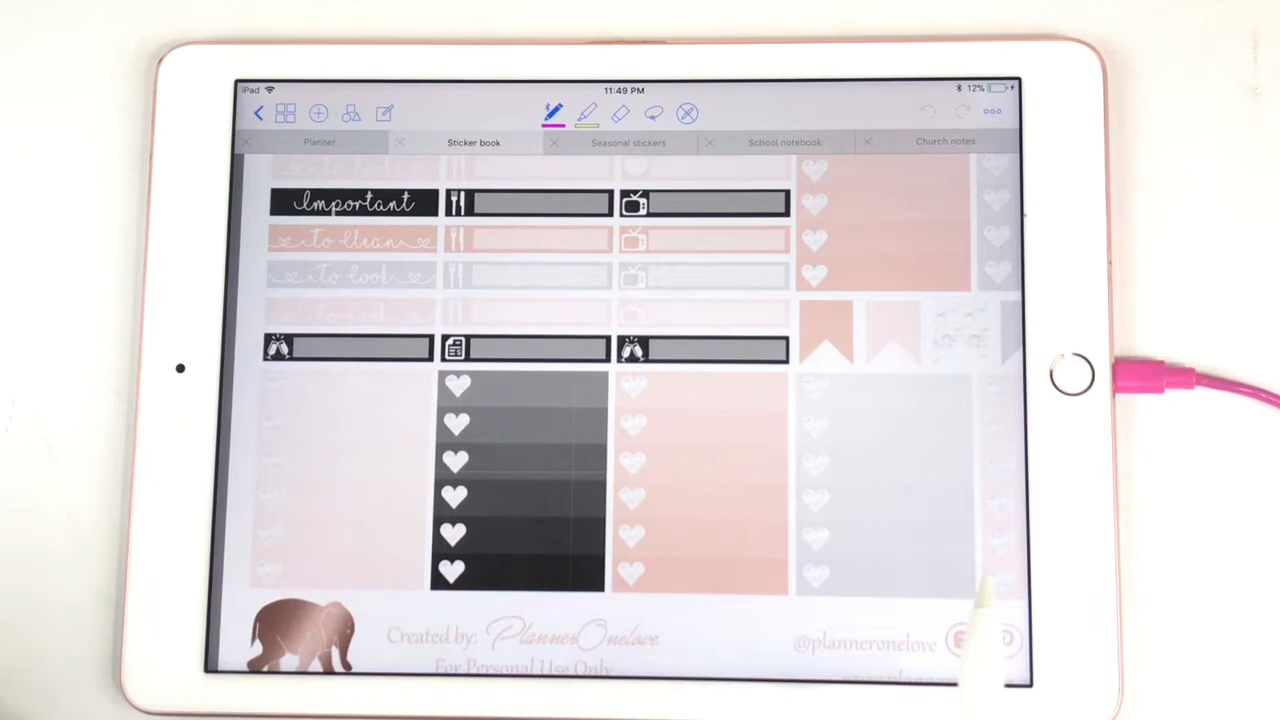 iPad 11:49 PM 12%
Planner Sticker book Seasonal stickers School notebook Church notes
Important
to Clean
to look
Created by: PlannerOnelove @planneronelove
For Personal Use Only